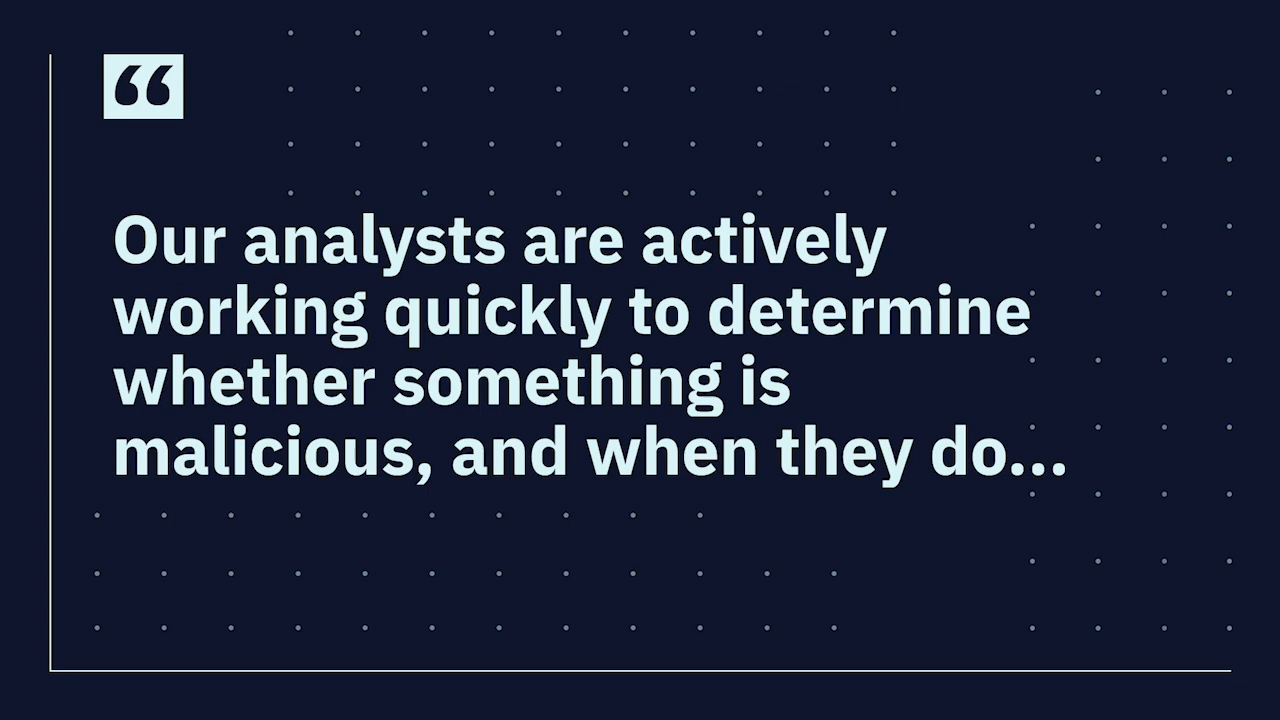 “
Our analysts are actively
working quickly to determine
whether something is
malicious, and when they do...